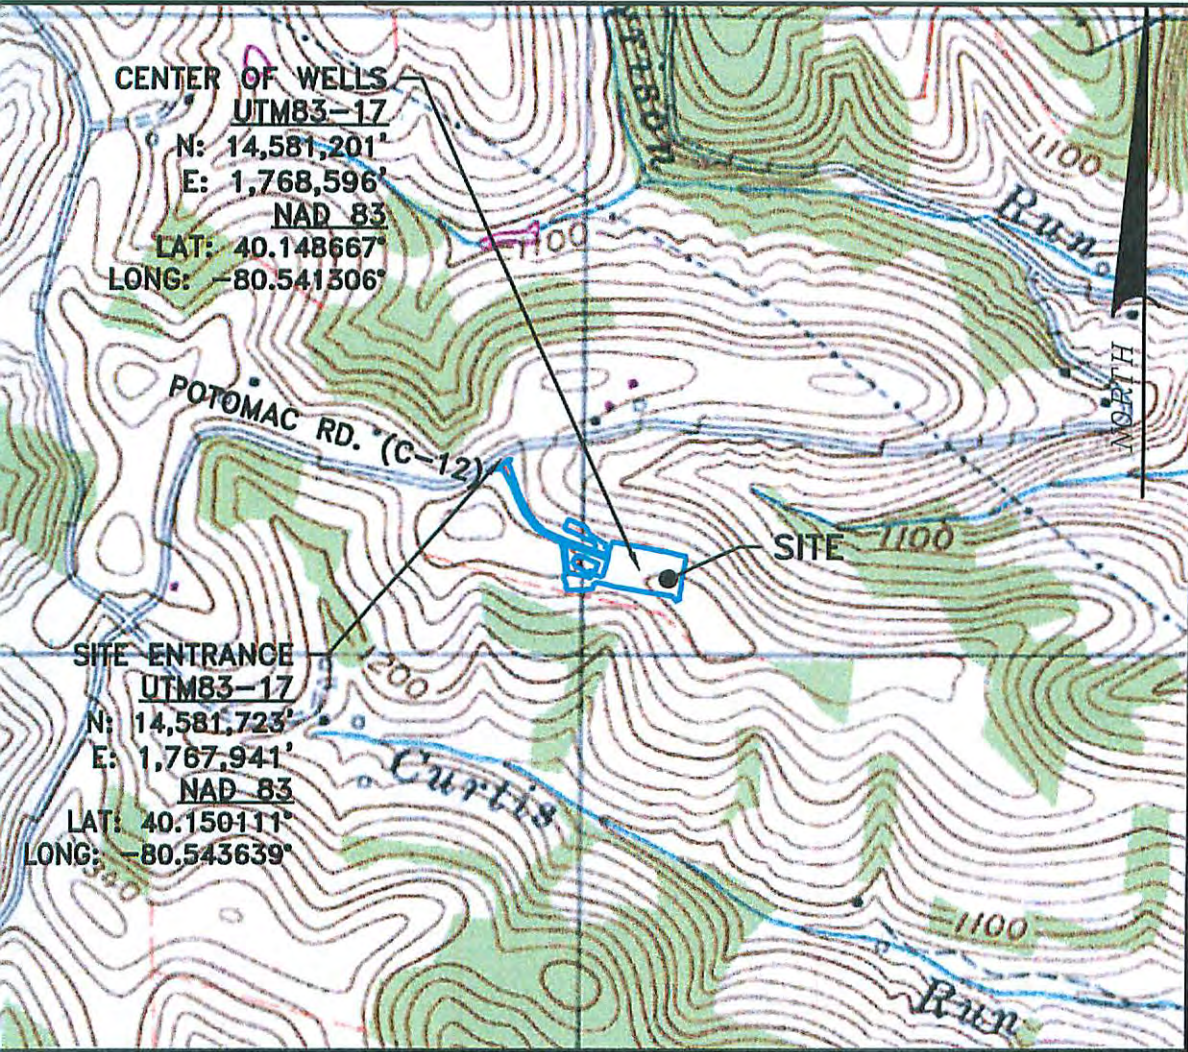 CENTER OF WELLS
UTM83-17
N: 14,581,201'
E: 1,768,596'
NAD 83
LAT: 40.148667°
LONG: -80.541306°
1100
Run
1100
NORTH
POTOMAC RD. (C-12)
SITE
1100
SITE ENTRANCE
UTM83-17
N: 14,581,723'
E: 1,767,941'
NAD 83
LAT: 40.150111°
LONG: -80.543639°
1200
Curtis
1340
1100
Run